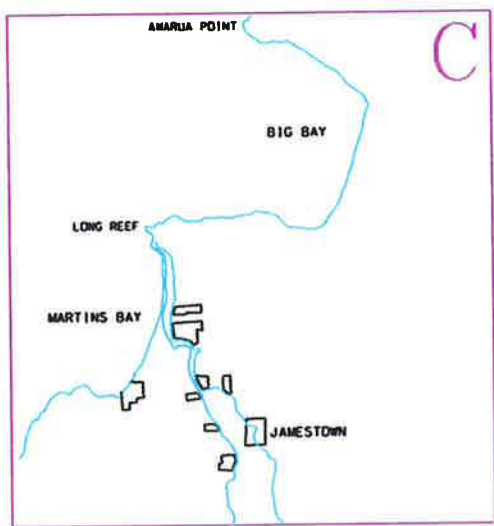 AWARUA POINT
C
BIG BAY
LONG REEF
MARTINS BAY
JAMESTOWN